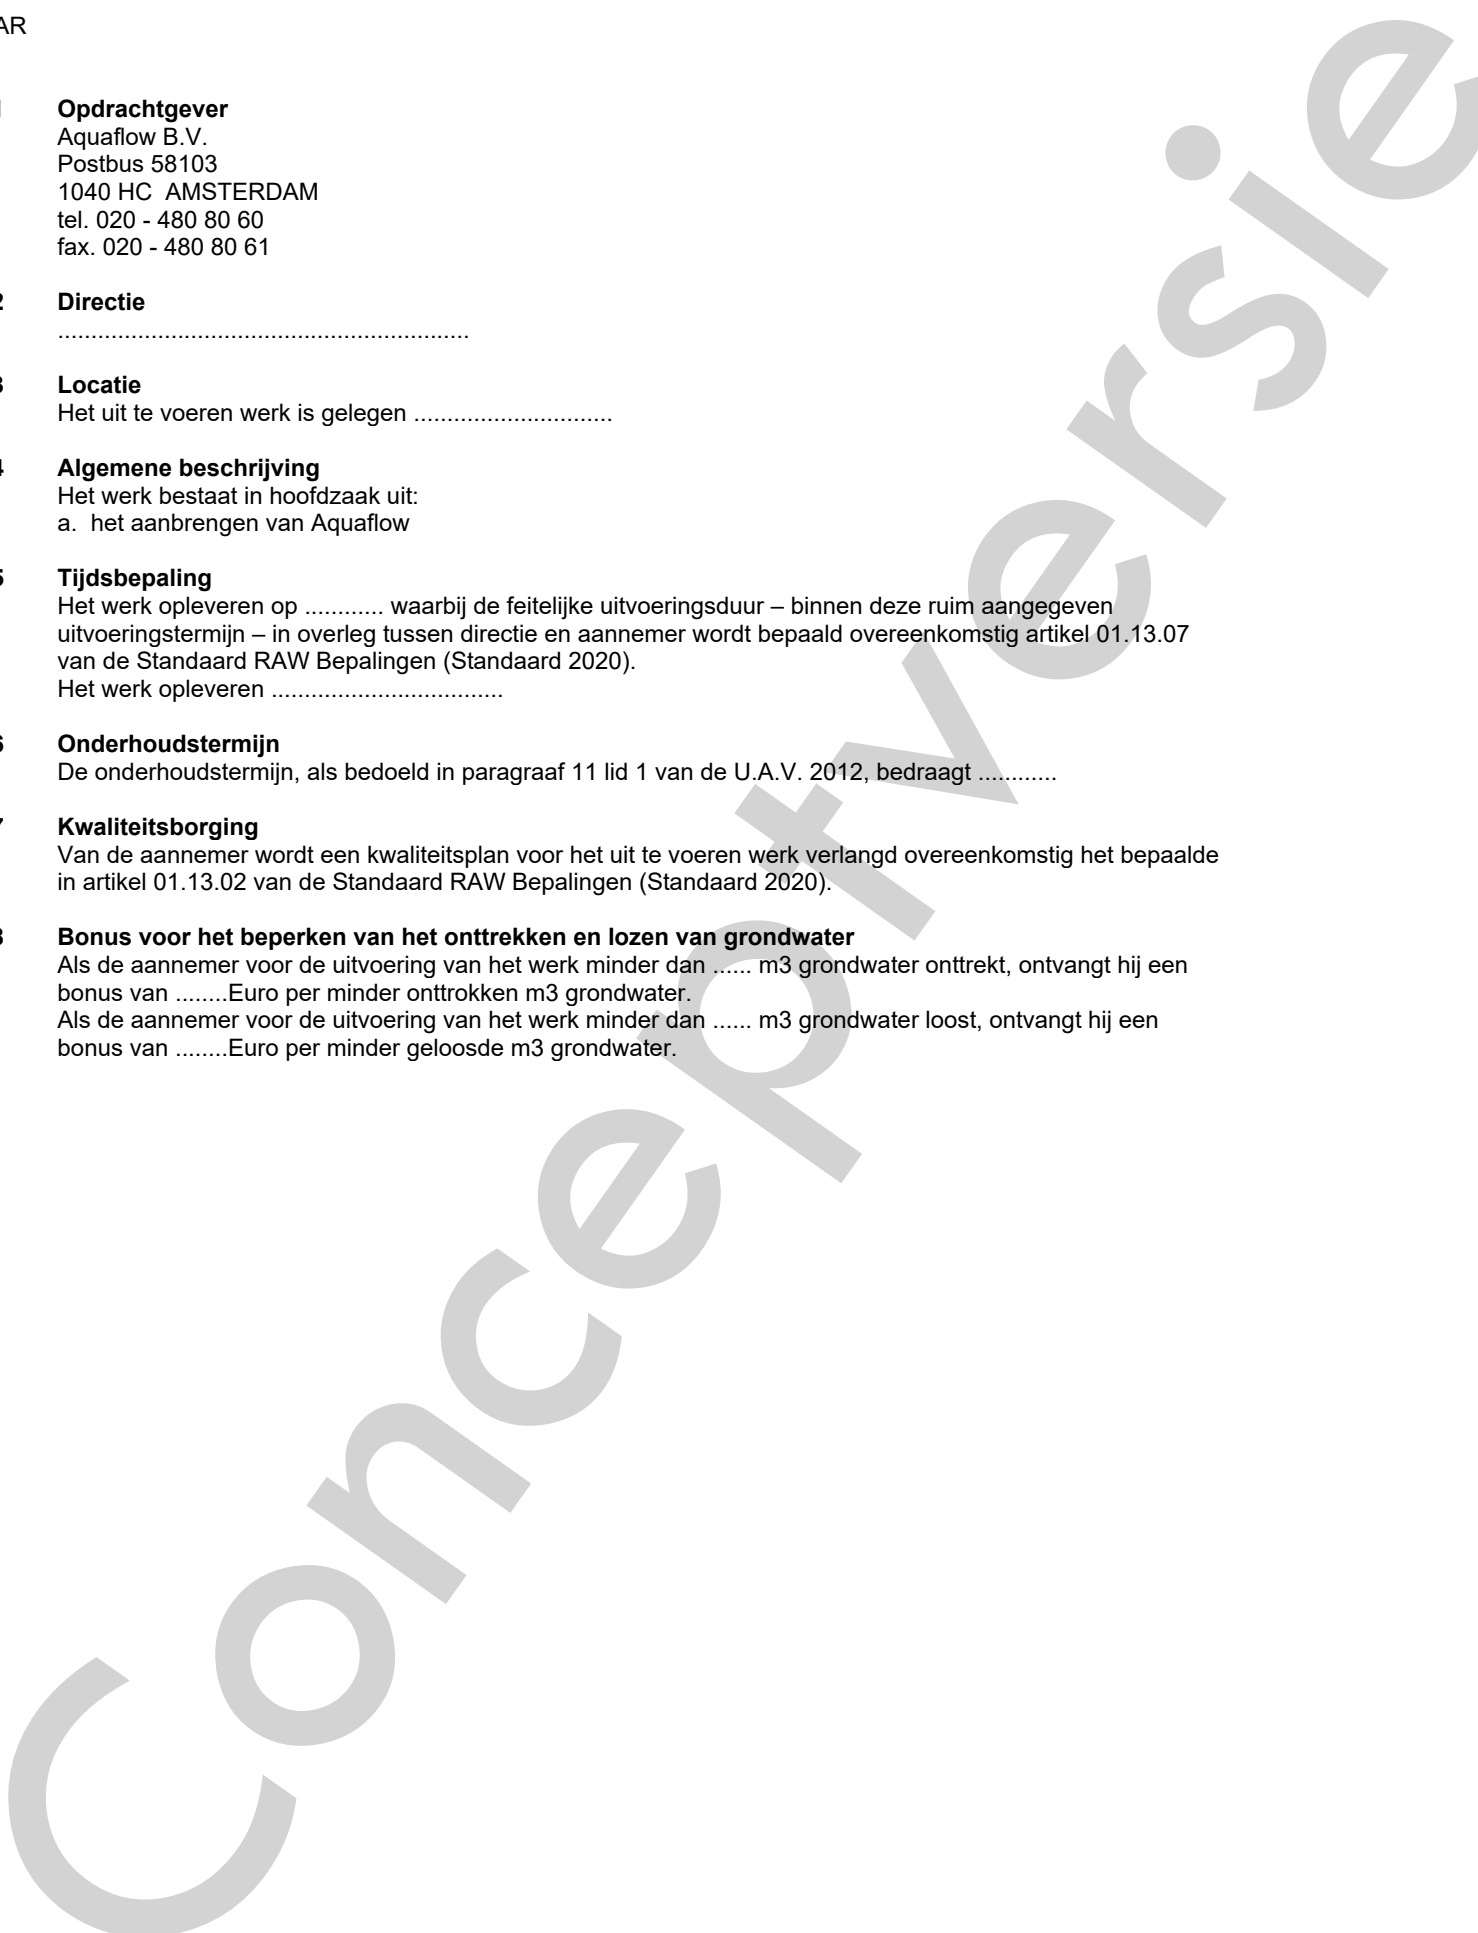 AR
1 Opdrachtgever
Aquaflow B.V.
Postbus 58103
1040 HC  AMSTERDAM
tel. 020 - 480 80 60
fax. 020 - 480 80 61
2 Directie
..............................................................
3 Locatie
Het uit te voeren werk is gelegen ..............................
4 Algemene beschrijving
Het werk bestaat in hoofdzaak uit:
a.  het aanbrengen van Aquaflow
5 Tijdsbepaling
Het werk opleveren op ............ waarbij de feitelijke uitvoeringsduur – binnen deze ruim aangegeven
uitvoeringstermijn – in overleg tussen directie en aannemer wordt bepaald overeenkomstig artikel 01.13.07
van de Standaard RAW Bepalingen (Standaard 2020).
Het werk opleveren ...................................
6 Onderhoudstermijn
De onderhoudstermijn, als bedoeld in paragraaf 11 lid 1 van de U.A.V. 2012, bedraagt ............
7 Kwaliteitsborging
Van de aannemer wordt een kwaliteitsplan voor het uit te voeren werk verlangd overeenkomstig het bepaalde
in artikel 01.13.02 van de Standaard RAW Bepalingen (Standaard 2020).
8 Bonus voor het beperken van het onttrekken en lozen van grondwater
Als de aannemer voor de uitvoering van het werk minder dan ...... m3 grondwater onttrekt, ontvangt hij een
bonus van ........Euro per minder onttrokken m3 grondwater.
Als de aannemer voor de uitvoering van het werk minder dan ...... m3 grondwater loost, ontvangt hij een
bonus van ........Euro per minder geloosde m3 grondwater.
Conceptversie